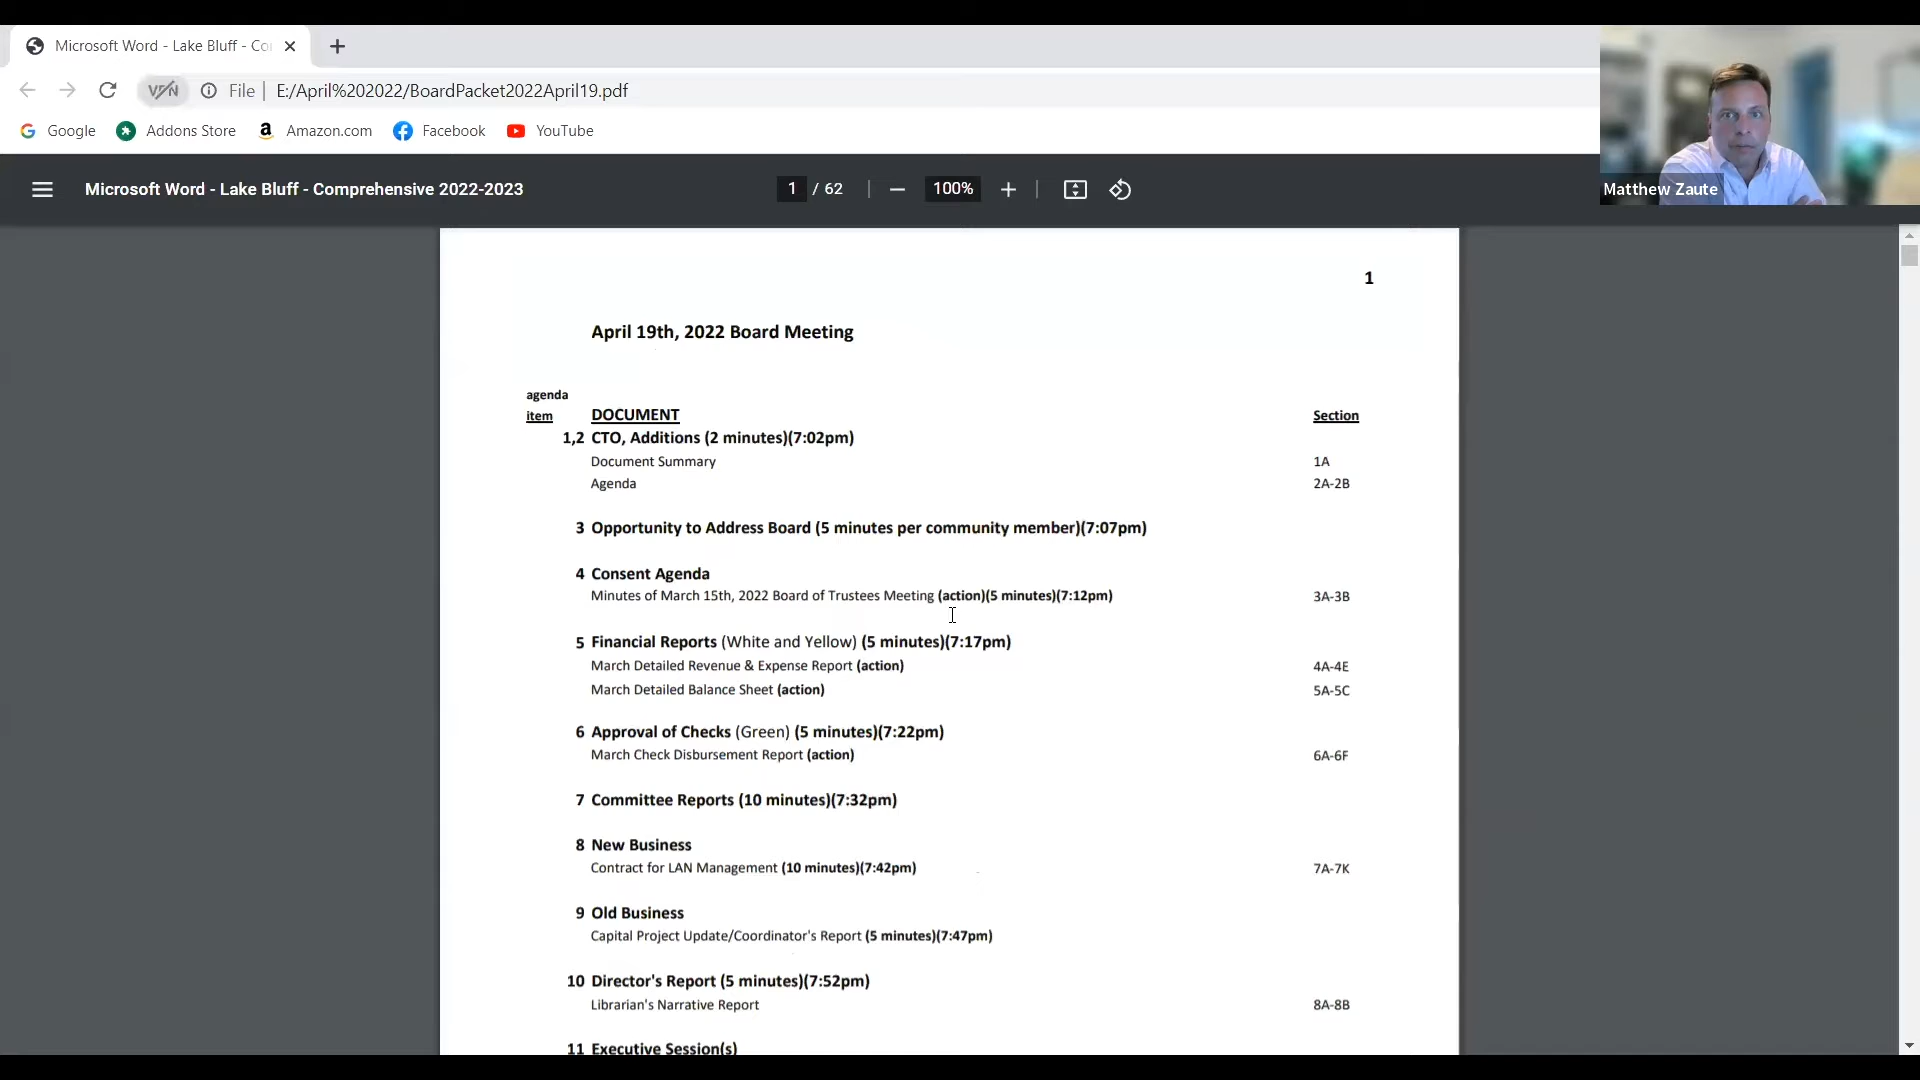 Microsoft Word - Lake Bluff - Co
VPN File E:/April%202022/BoardPacket2022April19.pdf
Google Addons Store Amazon.com Facebook YouTube
Matthew Zaute
Microsoft Word - Lake Bluff - Comprehensive 2022-2023 1 / 62 100%
1
April 19th, 2022 Board Meeting
agenda
item DOCUMENT Section
1,2 CTO, Additions (2 minutes)(7:02pm)
Document Summary 1A
Agenda 2A-2B
3 Opportunity to Address Board (5 minutes per community member)(7:07pm)
4 Consent Agenda
Minutes of March 15th, 2022 Board of Trustees Meeting (action)(5 minutes)(7:12pm) 3A-3B
5 Financial Reports (White and Yellow) (5 minutes)(7:17pm)
March Detailed Revenue & Expense Report (action) 4A-4E
March Detailed Balance Sheet (action) 5A-5C
6 Approval of Checks (Green) (5 minutes)(7:22pm)
March Check Disbursement Report (action) 6A-6F
7 Committee Reports (10 minutes)(7:32pm)
8 New Business
Contract for LAN Management (10 minutes)(7:42pm) 7A-7K
9 Old Business
Capital Project Update/Coordinator's Report (5 minutes)(7:47pm)
10 Director's Report (5 minutes)(7:52pm)
Librarian's Narrative Report 8A-8B
11 Executive Session(s)